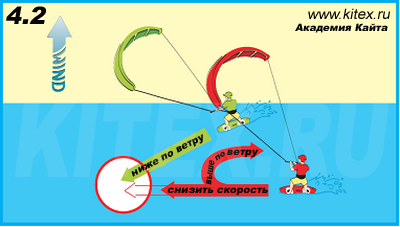 4.2
www.kitex.ru
Академия Кайта
WIND
ниже по ветру
выше по ветру
снизить скорость
KITEX.RU